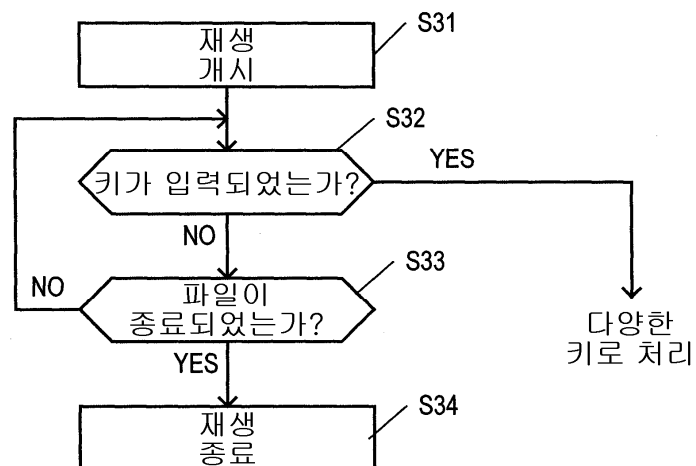 재생
개시
S31
S32
키가 입력되었는가?
YES
NO
S33
NO
파일이
종료되었는가?
다양한
키로 처리
YES
S34
재생
종료